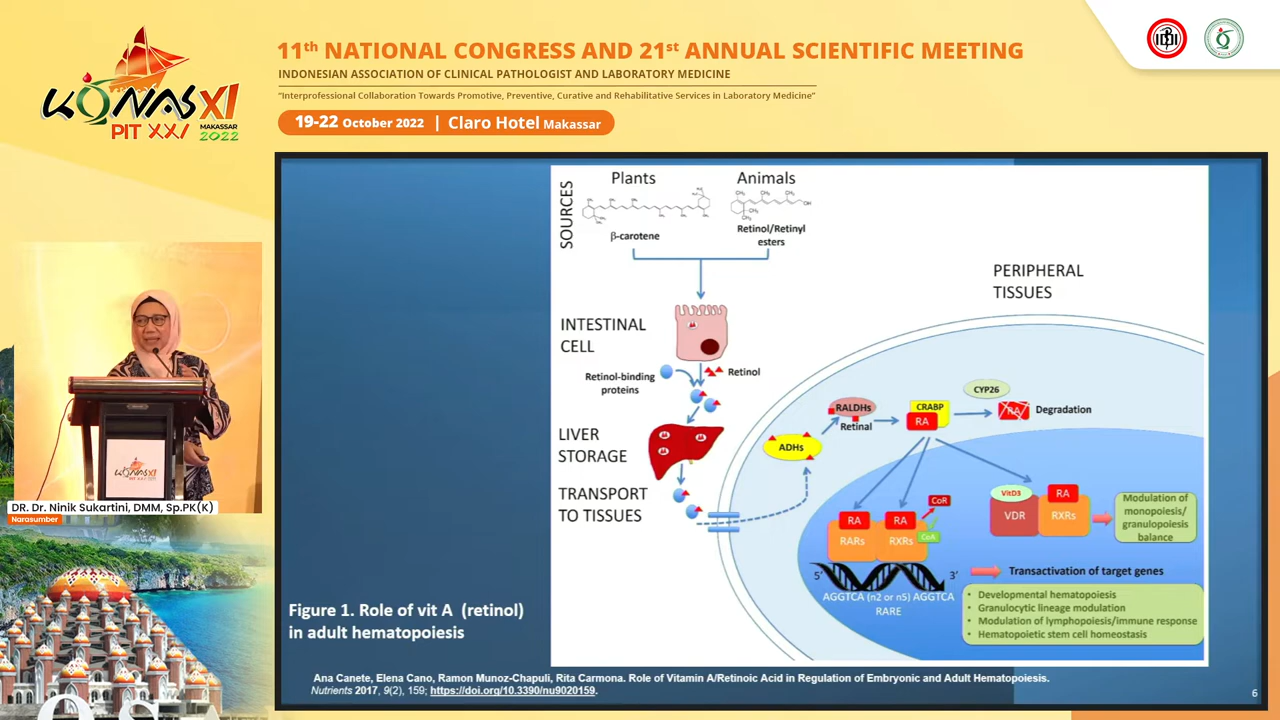 11th NATIONAL CONGRESS AND 21st ANNUAL SCIENTIFIC MEETING
INDONESIAN ASSOCIATION OF CLINICAL PATHOLOGIST AND LABORATORY MEDICINE
"Interprofessional Collaboration Towards Promotive, Preventive, Curative and Rehabilitative Services in Laboratory Medicine"
19-22 October 2022 | Claro Hotel Makassar
KONAS XI
PIT XXI
MAKASSAR
2022
SOURCES
Plants
Animals
β-carotene
Retinol/Retinyl
esters
INTESTINAL
CELL
Retinol-binding
proteins
Retinol
LIVER
STORAGE
TRANSPORT
TO TISSUES
PERIPHERAL
TISSUES
ADHs
RALDHs
Retinal
CRABP
RA
CYP26
RA
Degradation
RA
RA
CoR
RARs
RXRs
CoA
5'
3'
AGGTCA (n2 or n5) AGGTCA
RARE
VitD3
RA
VDR
RXRs
Modulation of
monopoiesis/
granulopoiesis
balance
Transactivation of target genes
• Developmental hematopoiesis
• Granulocytic lineage modulation
• Modulation of lymphopoiesis/immune response
• Hematopoietic stem cell homeostasis
Figure 1. Role of vit A (retinol)
in adult hematopoiesis
Ana Canete, Elena Cano, Ramon Munoz-Chapuli, Rita Carmona. Role of Vitamin A/Retinoic Acid in Regulation of Embryonic and Adult Hematopoiesis.
Nutrients 2017, 9(2), 159; https://doi.org/10.3390/nu9020159.
6
DR. Dr. Ninik Sukartini, DMM, Sp.PK(K)
Narasumber